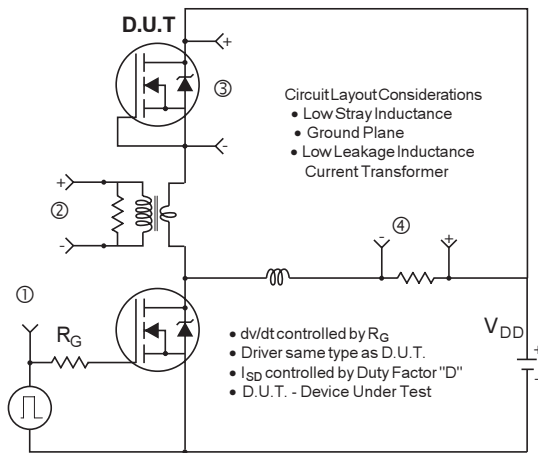 D.U.T
+
③
-
Circuit Layout Considerations
• Low Stray Inductance
• Ground Plane
• Low Leakage Inductance
Current Transformer
+
②
-
④
-
+
①
R_G
• dv/dt controlled by R_G
• Driver same type as D.U.T.
• I_SD controlled by Duty Factor "D"
• D.U.T. - Device Under Test
V_DD
+
-